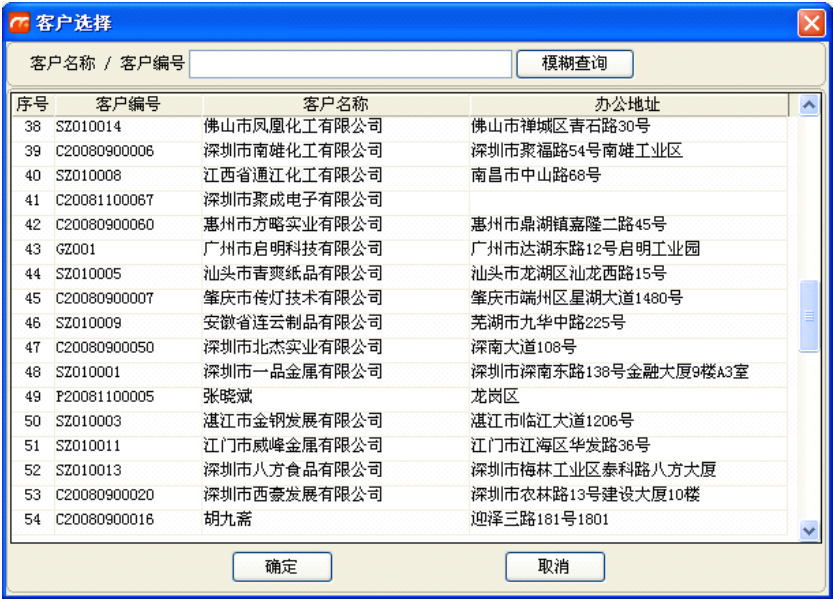 客户选择
客户名称 / 客户编号 模糊查询
序号 客户编号 客户名称 办公地址
38 SZ010014 佛山市凤凰化工有限公司 佛山市禅城区青石路30号
39 C20080900006 深圳市南雄化工有限公司 深圳市聚福路54号南雄工业区
40 SZ010008 江西省通江化工有限公司 南昌市中山路68号
41 C20081100067 深圳市聚成电子有限公司
42 C20080900060 惠州市方略实业有限公司 惠州市鼎湖镇嘉隆二路45号
43 GZ001 广州市启明科技有限公司 广州市达湖东路12号启明工业园
44 SZ010005 汕头市青爽纸品有限公司 汕头市龙湖区汕龙西路15号
45 C20080900007 肇庆市传灯技术有限公司 肇庆市端州区星湖大道1480号
46 SZ010009 安徽省连云制品有限公司 芜湖市九华中路225号
47 C20080900050 深圳市北杰实业有限公司 深南大道108号
48 SZ010001 深圳市一品金属有限公司 深圳市深南东路138号金融大厦9楼A3室
49 P20081100005 张晓斌 龙岗区
50 SZ010003 湛江市金钢发展有限公司 湛江市临江大道1206号
51 SZ010011 江门市威峰金属有限公司 江门市江海区华发路36号
52 SZ010013 深圳市八方食品有限公司 深圳市梅林工业区泰科路八方大厦
53 C20080900020 深圳市西豪发展有限公司 深圳市农林路13号建设大厦10楼
54 C20080900016 胡九斋 迎泽三路181号1801
确定 取消